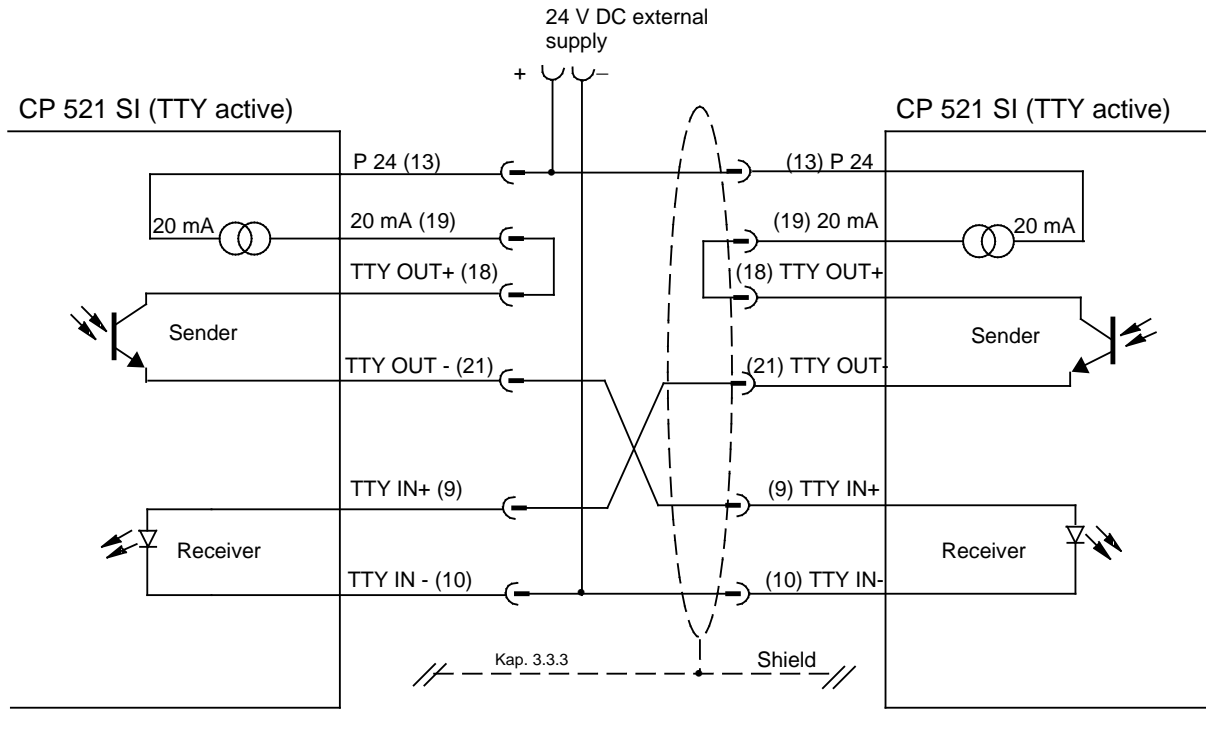 24 V DC external
supply
+ –
CP 521 SI (TTY active)
CP 521 SI (TTY active)
P 24 (13)
(13) P 24
20 mA
20 mA (19)
(19) 20 mA
20 mA
TTY OUT+ (18)
(18) TTY OUT+
Sender
Sender
TTY OUT - (21)
(21) TTY OUT-
TTY IN+ (9)
(9) TTY IN+
Receiver
Receiver
TTY IN - (10)
(10) TTY IN-
Kap. 3.3.3
Shield